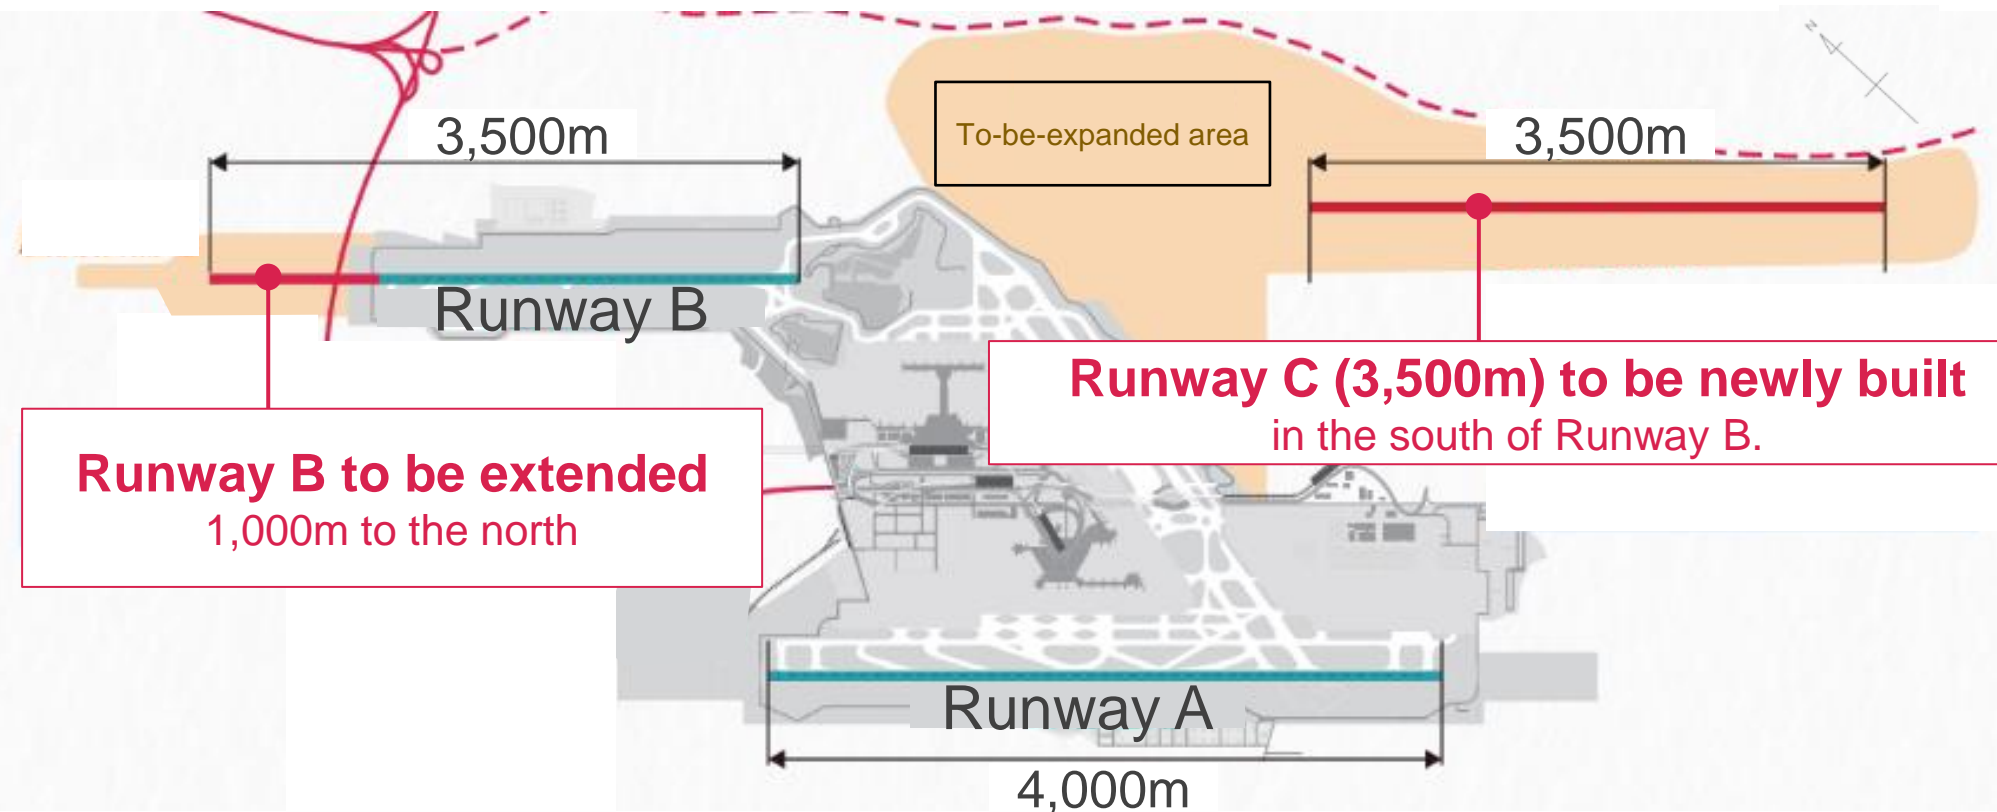 N
3,500m
To-be-expanded area
3,500m
Runway B
Runway C (3,500m) to be newly built
in the south of Runway B.
Runway B to be extended
1,000m to the north
Runway A
4,000m